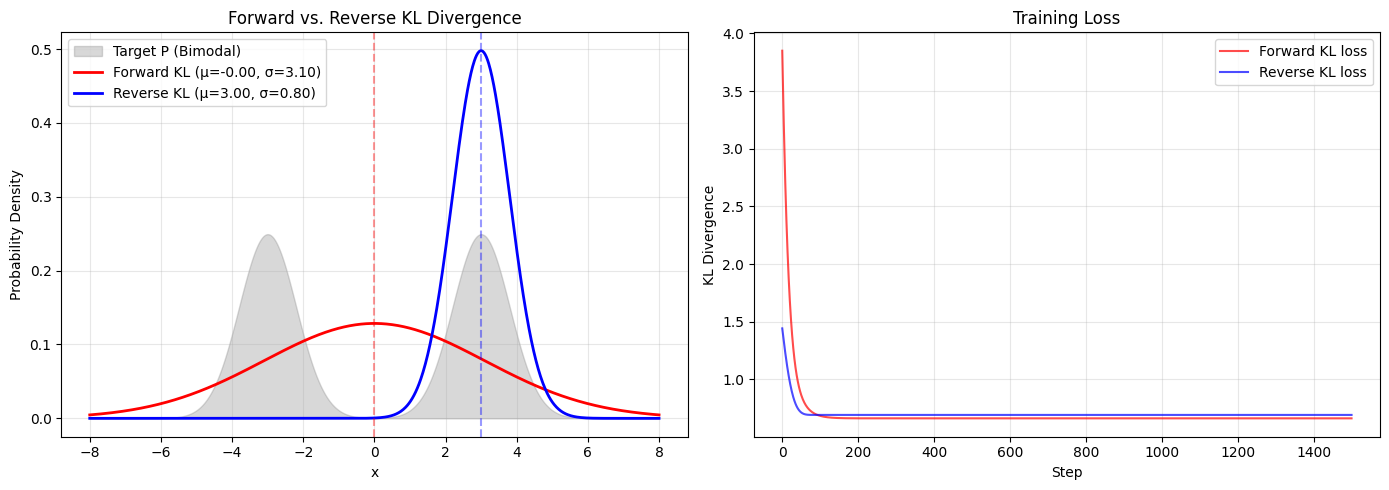 Forward vs. Reverse KL Divergence
Target P (Bimodal)
Forward KL (μ=-0.00, σ=3.10)
Reverse KL (μ=3.00, σ=0.80)
Probability Density
0.5
0.4
0.3
0.2
0.1
0.0
−8 −6 −4 −2 0 2 4 6 8
x
Training Loss
Forward KL loss
Reverse KL loss
KL Divergence
4.0
3.5
3.0
2.5
2.0
1.5
1.0
0 200 400 600 800 1000 1200 1400
Step